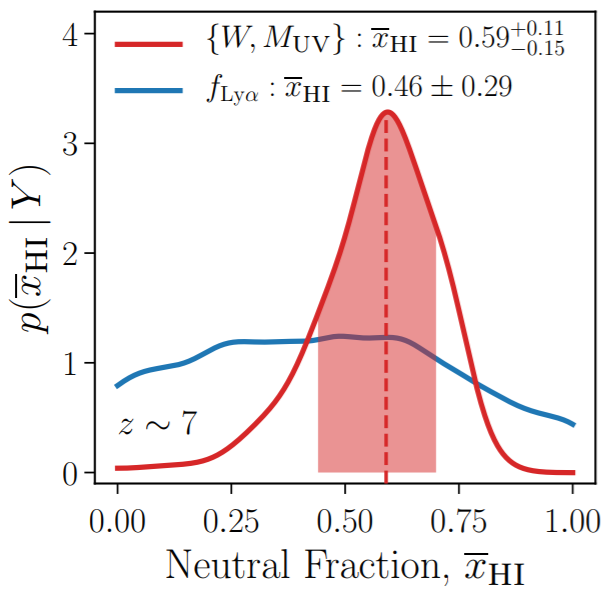 4
{W, M_UV} : x̅_HI = 0.59^{+0.11}_{−0.15}
f_Lyα : x̅_HI = 0.46 ± 0.29
3
p(x̅_HI | Y)
2
1
z ∼ 7
0
0.00 0.25 0.50 0.75 1.00
Neutral Fraction, x̅_HI